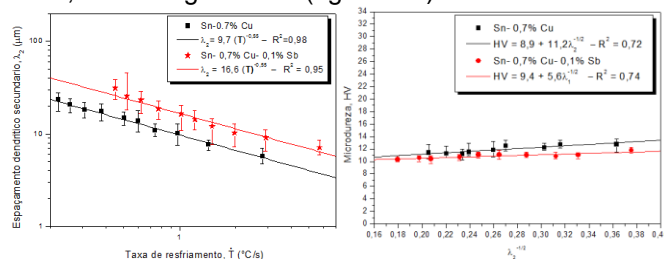 Espaçamento dendrítico secundário, λ₂ (µm)
100
10
1
Sn-0.7% Cu
λ₂ = 9,7 (Ṫ)^-0,55 – R²=0,98
Sn- 0,7% Cu- 0,1% Sb
λ₂ = 16,6 (Ṫ)^-0,55 – R² = 0,95
1
Taxa de resfriamento, Ṫ (°C/s)
Microdureza, HV
34
32
30
28
26
24
22
20
18
16
14
12
10
8
6
4
2
0
Sn- 0,7% Cu
HV = 8,9 + 11,2λ₂^-1/2 – R² = 0,72
Sn- 0,7% Cu- 0,1% Sb
HV = 9,4 + 5,6λ₁^-1/2 – R² = 0,74
0,16 0,18 0,20 0,22 0,24 0,26 0,28 0,30 0,32 0,34 0,36 0,38 0,4
λ₂^-1/2